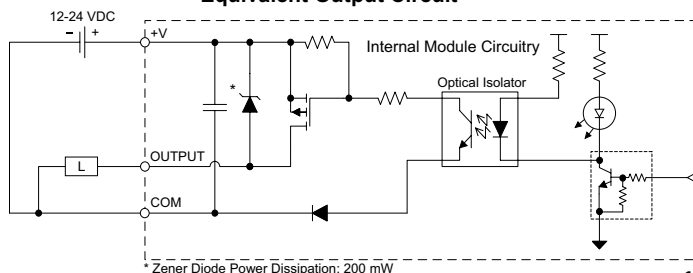 Equivalent Output Circuit
12-24 VDC
− +
+V
Internal Module Circuitry
Optical Isolator
*
OUTPUT
L
COM
* Zener Diode Power Dissipation: 200 mW